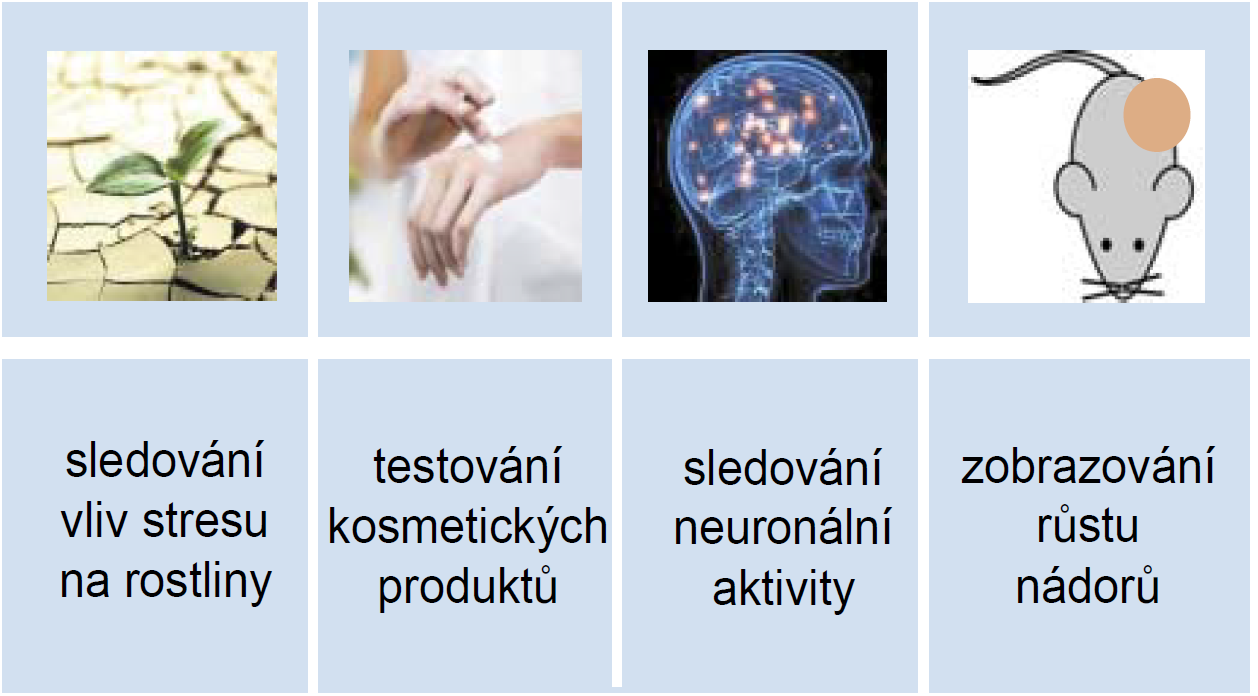 sledování
vliv stresu
na rostliny
testování
kosmetických
produktů
sledování
neuronální
aktivity
zobrazování
růstu
nádorů